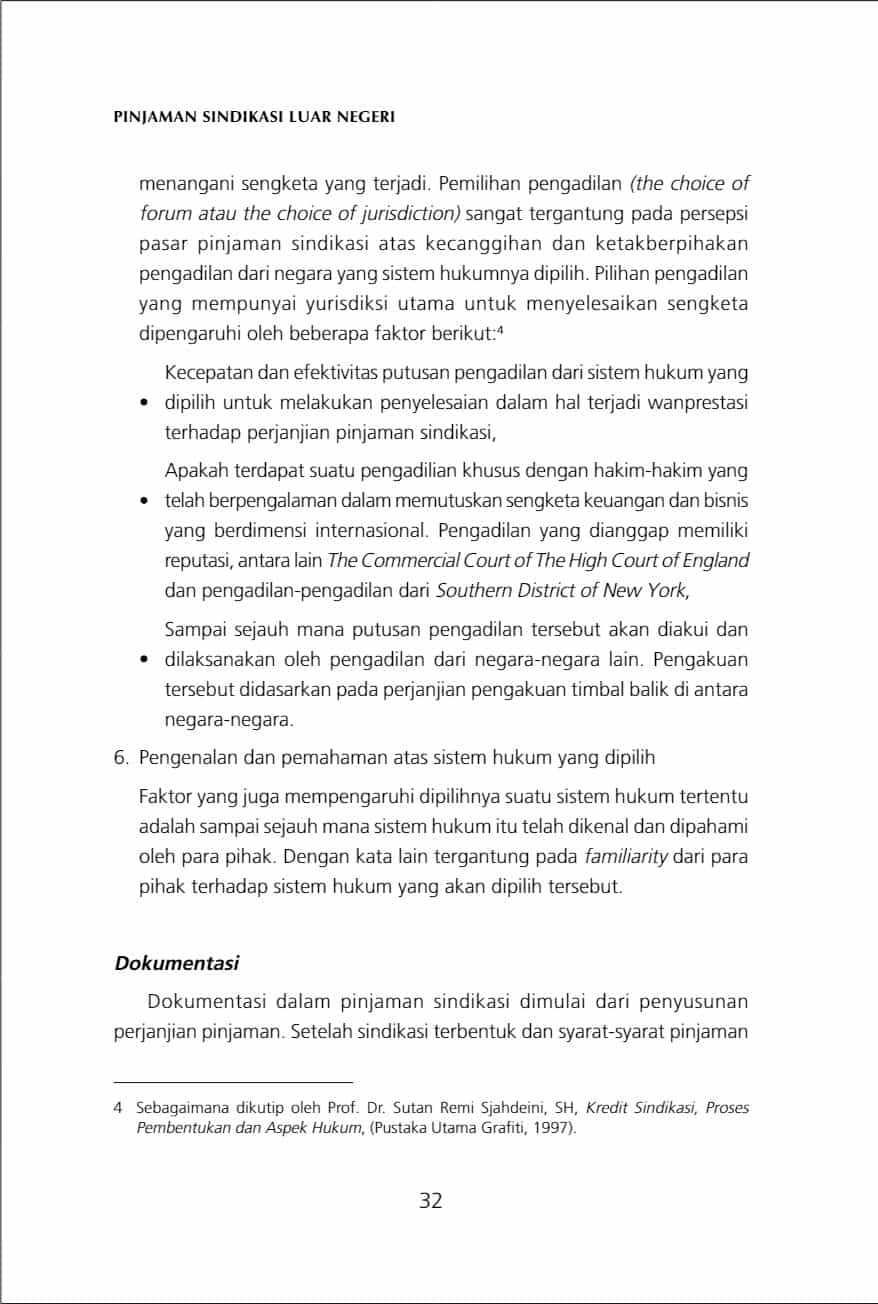 PINJAMAN SINDIKASI LUAR NEGERI
menangani sengketa yang terjadi. Pemilihan pengadilan (the choice of
forum atau the choice of jurisdiction) sangat tergantung pada persepsi
pasar pinjaman sindikasi atas kecanggihan dan ketakberpihakan
pengadilan dari negara yang sistem hukumnya dipilih. Pilihan pengadilan
yang mempunyai yurisdiksi utama untuk menyelesaikan sengketa
dipengaruhi oleh beberapa faktor berikut:⁴
Kecepatan dan efektivitas putusan pengadilan dari sistem hukum yang
• dipilih untuk melakukan penyelesaian dalam hal terjadi wanprestasi
terhadap perjanjian pinjaman sindikasi,
Apakah terdapat suatu pengadilian khusus dengan hakim-hakim yang
• telah berpengalaman dalam memutuskan sengketa keuangan dan bisnis
yang berdimensi internasional. Pengadilan yang dianggap memiliki
reputasi, antara lain The Commercial Court of The High Court of England
dan pengadilan-pengadilan dari Southern District of New York,
Sampai sejauh mana putusan pengadilan tersebut akan diakui dan
• dilaksanakan oleh pengadilan dari negara-negara lain. Pengakuan
tersebut didasarkan pada perjanjian pengakuan timbal balik di antara
negara-negara.
6. Pengenalan dan pemahaman atas sistem hukum yang dipilih
Faktor yang juga mempengaruhi dipilihnya suatu sistem hukum tertentu
adalah sampai sejauh mana sistem hukum itu telah dikenal dan dipahami
oleh para pihak. Dengan kata lain tergantung pada familiarity dari para
pihak terhadap sistem hukum yang akan dipilih tersebut.
Dokumentasi
Dokumentasi dalam pinjaman sindikasi dimulai dari penyusunan
perjanjian pinjaman. Setelah sindikasi terbentuk dan syarat-syarat pinjaman
4 Sebagaimana dikutip oleh Prof. Dr. Sutan Remi Sjahdeini, SH, Kredit Sindikasi, Proses
Pembentukan dan Aspek Hukum, (Pustaka Utama Grafiti, 1997).
32